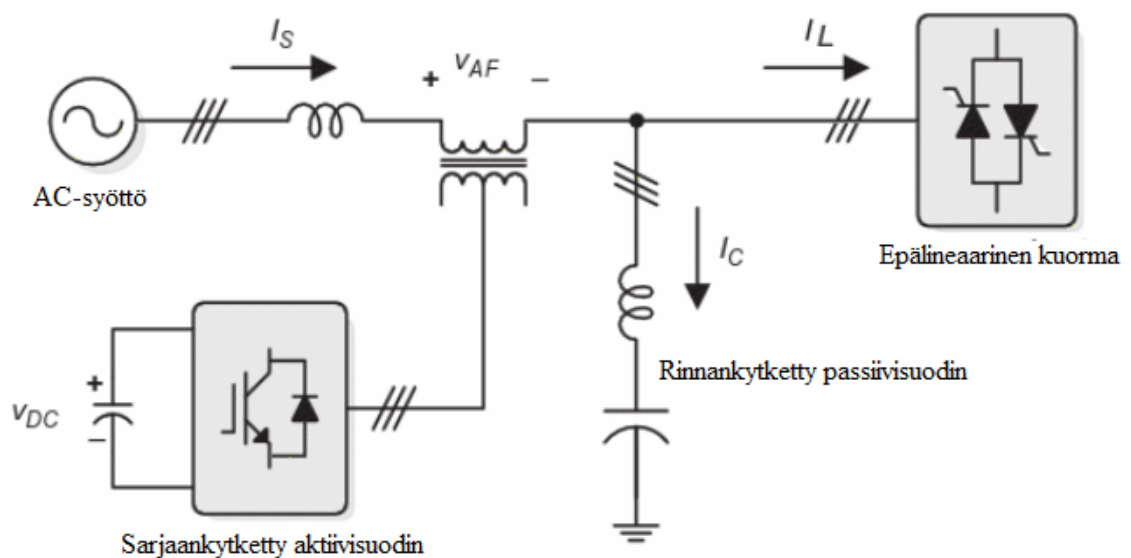 I_S
+ v_AF −
I_L
AC-syöttö
Epälineaarinen kuorma
I_C
Rinnankytketty passiivisuodin
+
v_DC
−
Sarjaankytketty aktiivisuodin